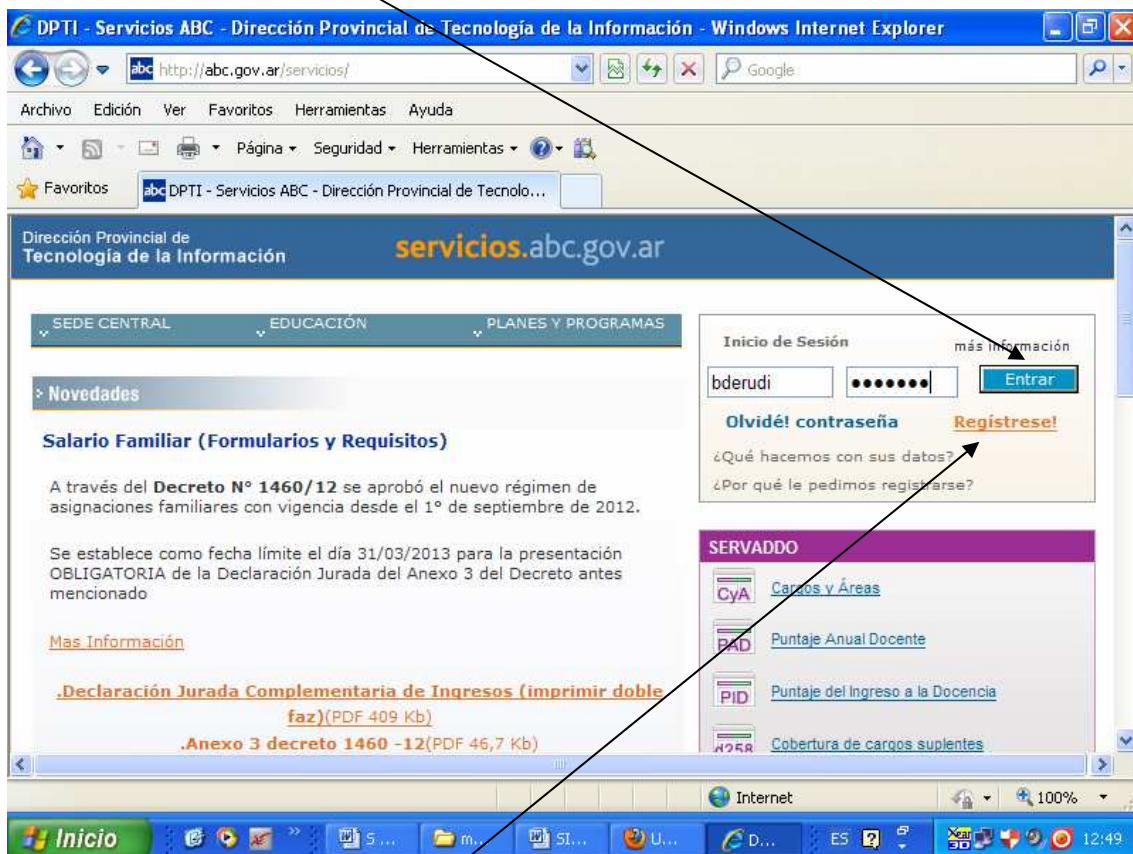 DPTI - Servicios ABC - Dirección Provincial de Tecnología de la Información - Windows Internet Explorer
abc http://abc.gov.ar/servicios/
Google
Archivo Edición Ver Favoritos Herramientas Ayuda
Página Seguridad Herramientas
Favoritos
abc DPTI - Servicios ABC - Dirección Provincial de Tecnolo...
Dirección Provincial de
Tecnología de la Información
servicios.abc.gov.ar
SEDE CENTRAL EDUCACIÓN PLANES Y PROGRAMAS
Novedades
Salario Familiar (Formularios y Requisitos)
A través del Decreto N° 1460/12 se aprobó el nuevo régimen de
asignaciones familiares con vigencia desde el 1° de septiembre de 2012.
Se establece como fecha límite el día 31/03/2013 para la presentación
OBLIGATORIA de la Declaración Jurada del Anexo 3 del Decreto antes
mencionado
Mas Información
.Declaración Jurada Complementaria de Ingresos (imprimir doble
faz)(PDF 409 Kb)
.Anexo 3 decreto 1460 -12(PDF 46,7 Kb)
Inicio de Sesión más información
bderudi ●●●●●●● Entrar
Olvidé! contraseña Regístrese!
¿Qué hacemos con sus datos?
¿Por qué le pedimos registrarse?
SERVADDO
CyA Cargos y Áreas
PAD Puntaje Anual Docente
PID Puntaje del Ingreso a la Docencia
d258 Cobertura de cargos suplentes
Internet 100%
Inicio S ... m... SI... U... D... ES 12:49